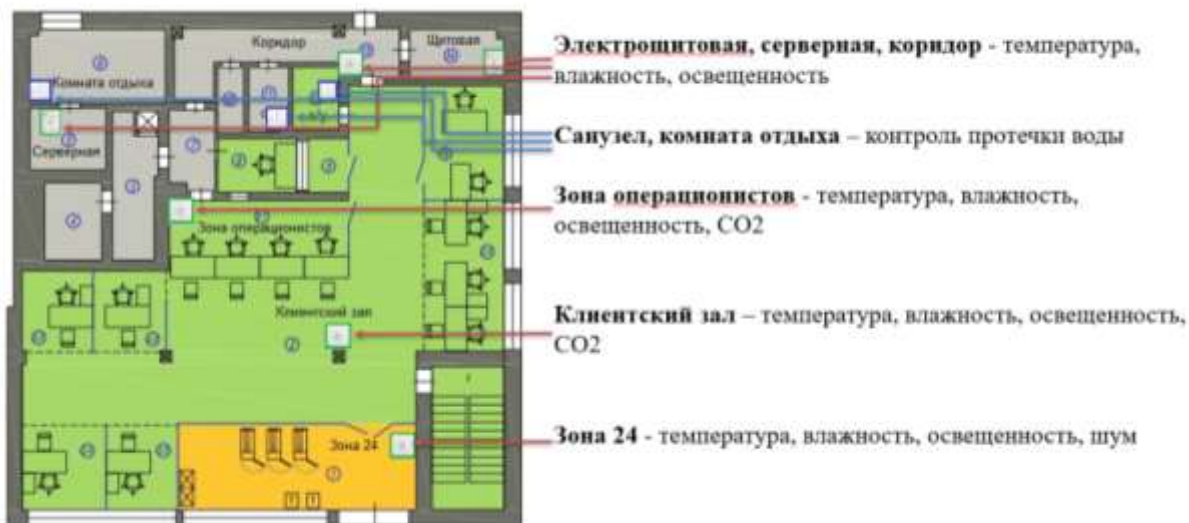 Коридор
Щитовая
Комната отдыха
с/у
Серверная
Зона операционистов
Клиентский зал
Зона 24
Электрощитовая, серверная, коридор - температура,
влажность, освещенность
Санузел, комната отдыха – контроль протечки воды
Зона операционистов - температура, влажность,
освещенность, СО2
Клиентский зал – температура, влажность, освещенность,
СО2
Зона 24 - температура, влажность, освещенность, шум